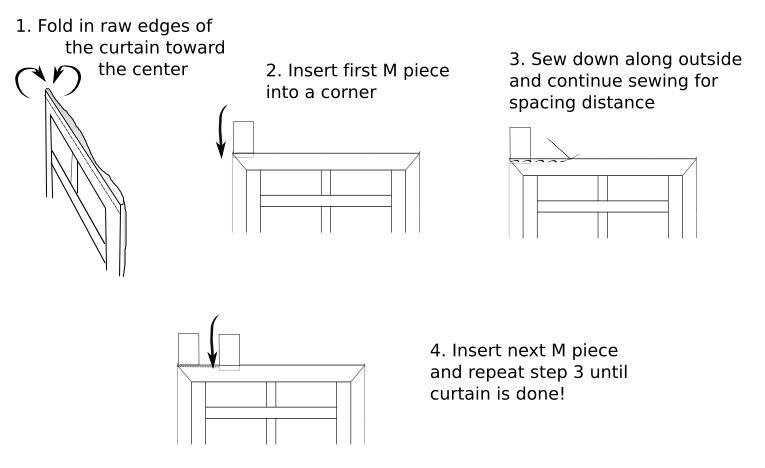 1. Fold in raw edges of
the curtain toward
the center
2. Insert first M piece
into a corner
3. Sew down along outside
and continue sewing for
spacing distance
4. Insert next M piece
and repeat step 3 until
curtain is done!